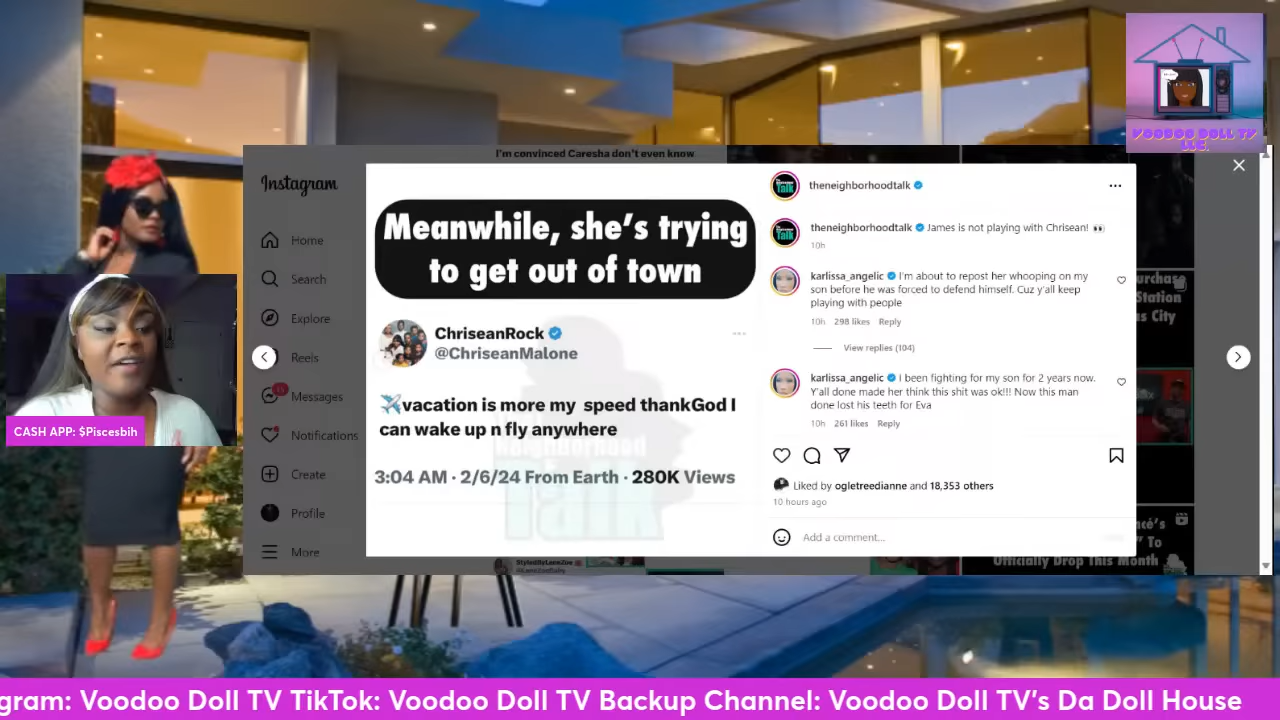 VOODOO DOLL TV
LLC.
I'm convinced Caresha don't even know
Instagram
Home
Search
Explore
Reels
Messages
Notifications
Create
Profile
More
Meanwhile, she's trying
to get out of town
ChriseanRock
@ChriseanMalone
✈️vacation is more my speed thankGod I
can wake up n fly anywhere
3:04 AM · 2/6/24 From Earth · 280K Views
Neighborhood
Talk
theneighborhoodtalk
theneighborhoodtalk James is not playing with Chrisean! 👀
10h
karlissa_angelic I'm about to repost her whooping on my
son before he was forced to defend himself. Cuz y'all keep
playing with people
10h 298 likes Reply
View replies (104)
karlissa_angelic I been fighting for my son for 2 years now.
Y'all done made her think this shit was ok!!! Now this man
done lost his teeth for Eva
10h 261 likes Reply
Liked by ogletreedianne and 18,353 others
10 hours ago
Add a comment...
Station
s City
To
Officially Drop This Month
CASH APP: $Piscesbih
gram: Voodoo Doll TV TikTok: Voodoo Doll TV Backup Channel: Voodoo Doll TV's Da Doll House